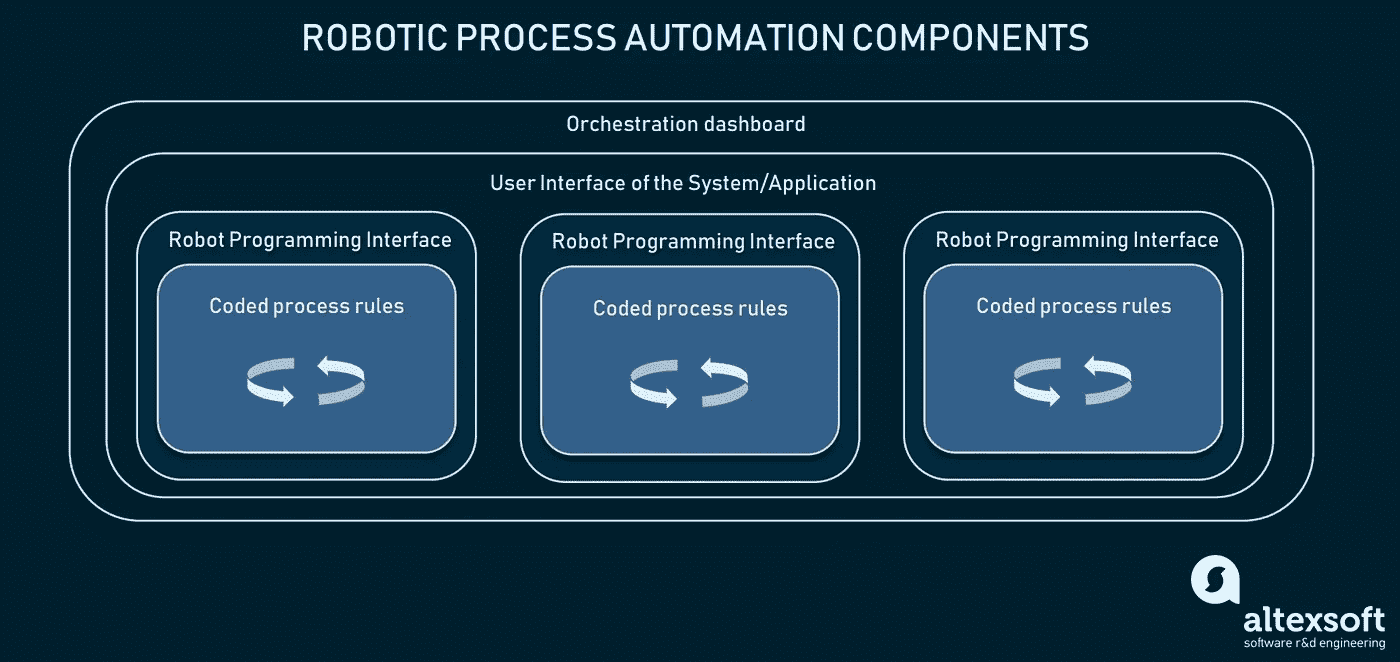 ROBOTIC PROCESS AUTOMATION COMPONENTS
Orchestration dashboard
User Interface of the System/Application
Robot Programming Interface
Coded process rules
Robot Programming Interface
Coded process rules
Robot Programming Interface
Coded process rules
altexsoft
software r&d engineering